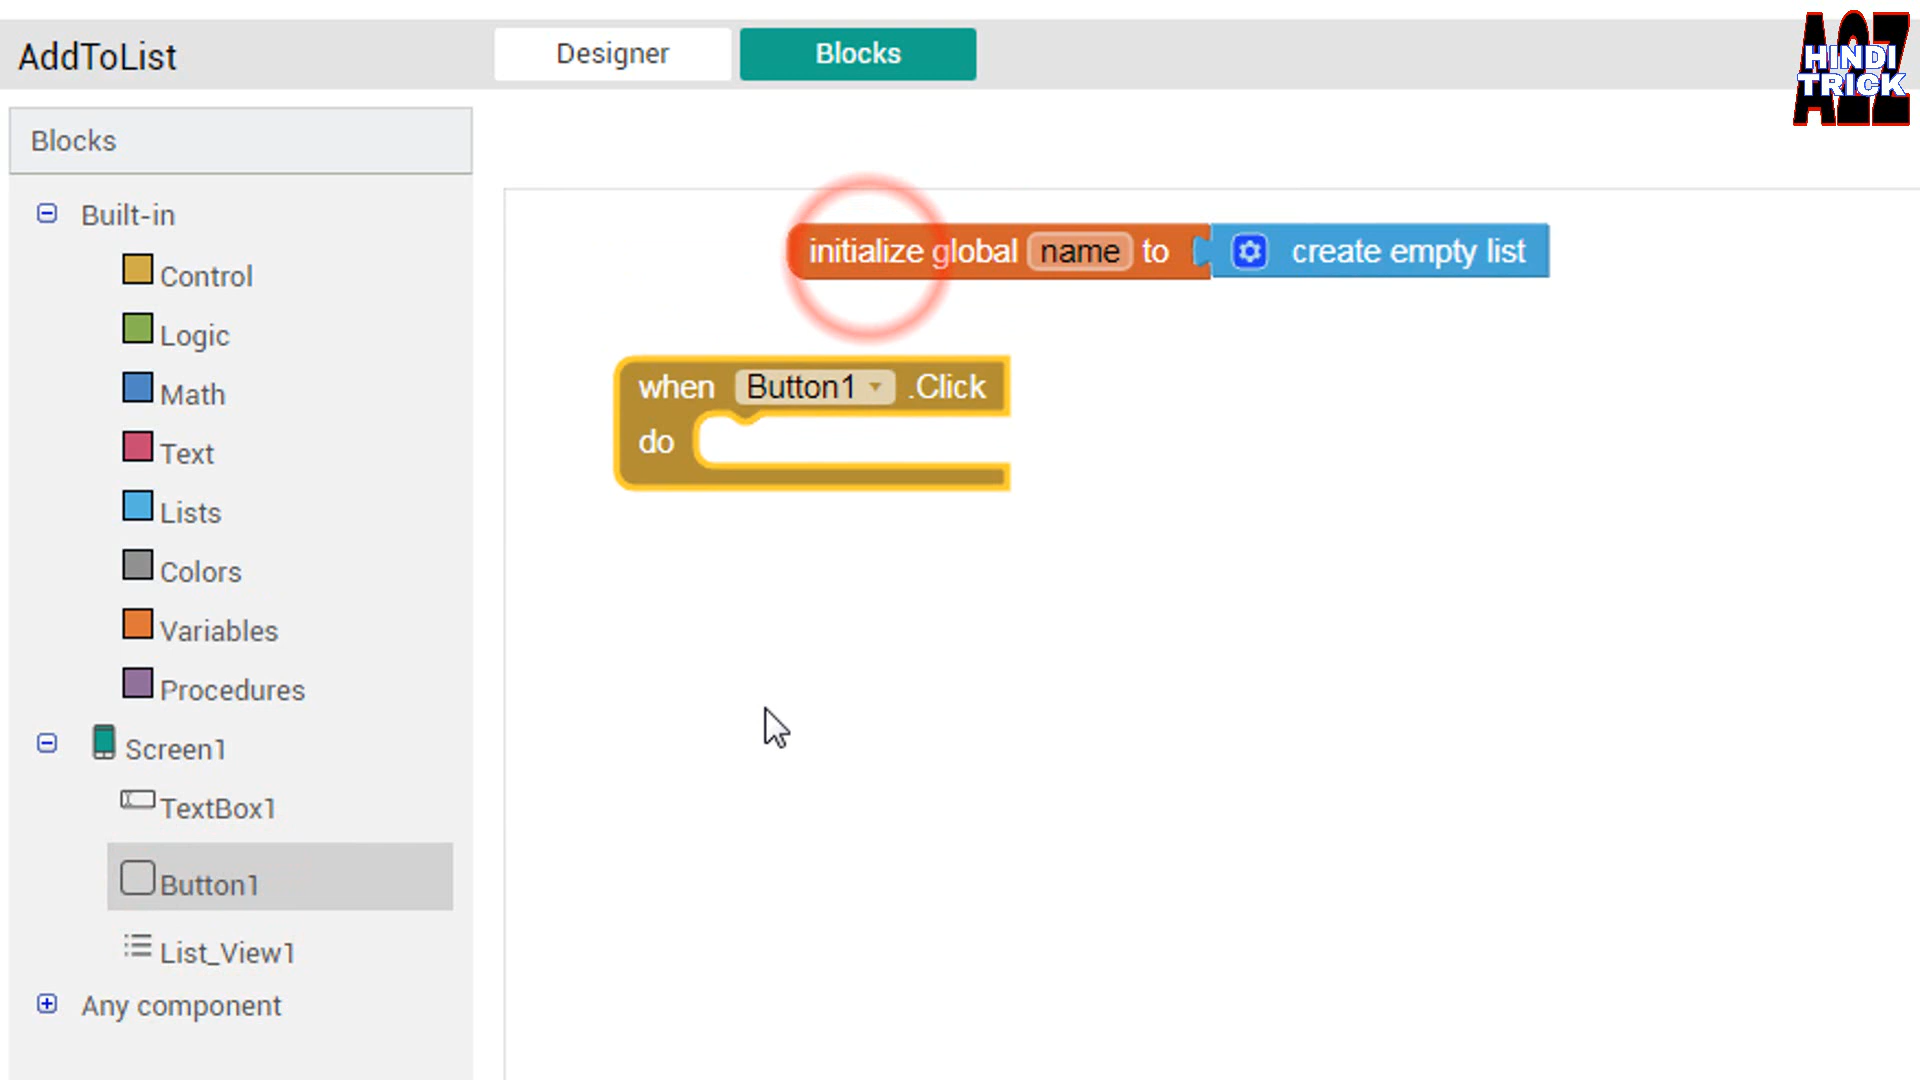 AddToList
Designer
Blocks
A2Z
HINDI
TRICK
Blocks
Built-in
Control
Logic
Math
Text
Lists
Colors
Variables
Procedures
Screen1
TextBox1
Button1
List_View1
Any component
initialize global name to create empty list
when Button1 .Click
do